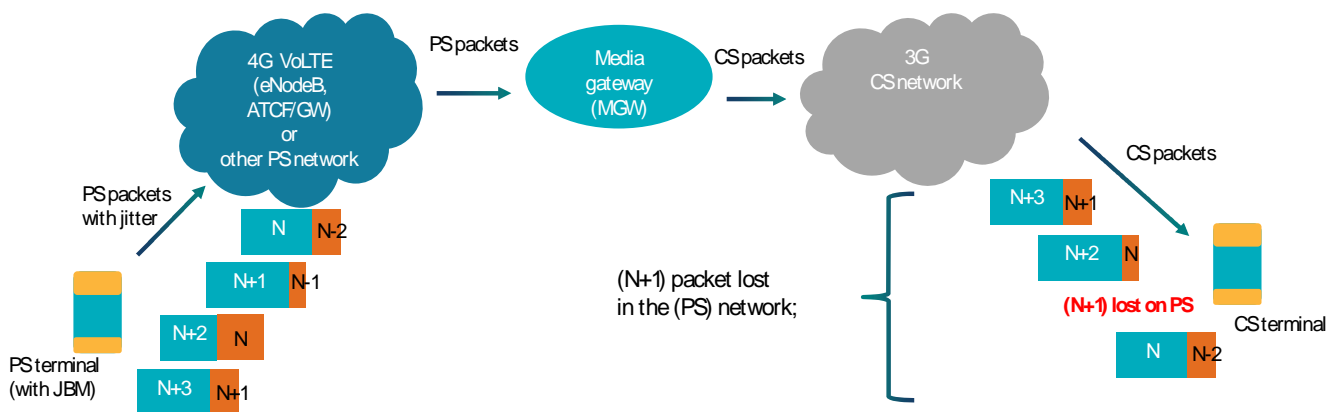 4G VoLTE
(eNodeB,
ATCF/GW)
or
other PS network
PS packets
Media
gateway
(MGW)
CS packets
3G
CS network
PS packets
with jitter
CS packets
N N-2
N+1 N-1
N+2 N
N+3 N+1
PS terminal
(with JBM)
(N+1) packet lost
in the (PS) network;
N+3 N+1
N+2 N
(N+1) lost on PS
N N-2
CS terminal